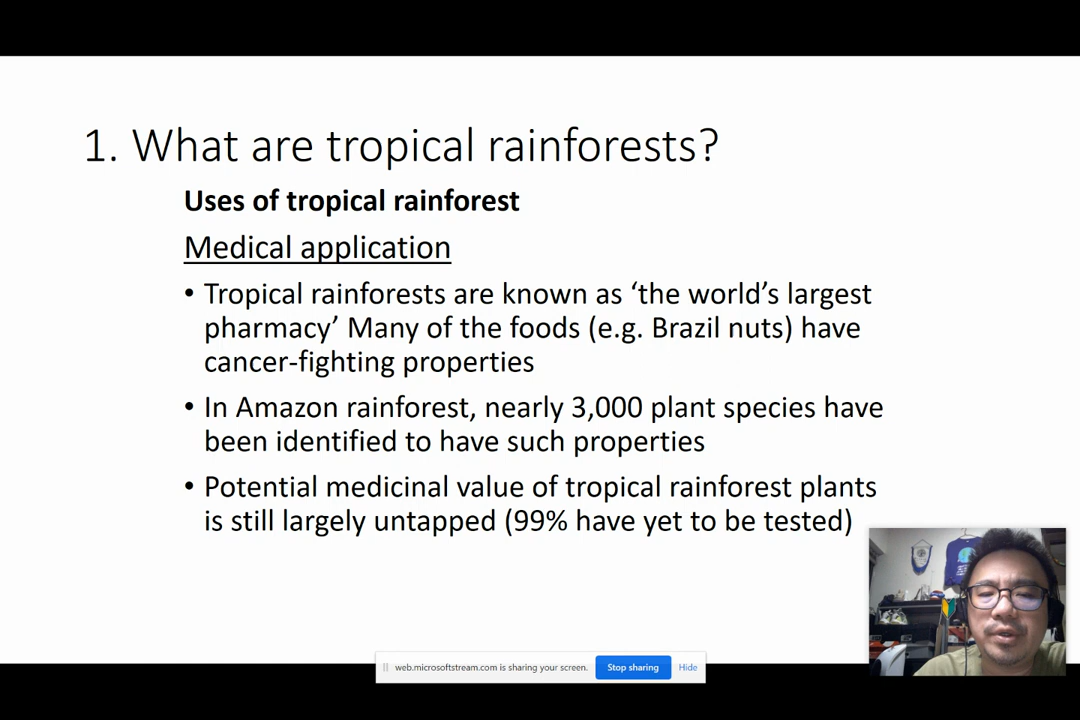 1. What are tropical rainforests?
Uses of tropical rainforest
Medical application
• Tropical rainforests are known as ‘the world’s largest
pharmacy’ Many of the foods (e.g. Brazil nuts) have
cancer-fighting properties
• In Amazon rainforest, nearly 3,000 plant species have
been identified to have such properties
• Potential medicinal value of tropical rainforest plants
is still largely untapped (99% have yet to be tested)
web.microsoftstream.com is sharing your screen. Stop sharing Hide